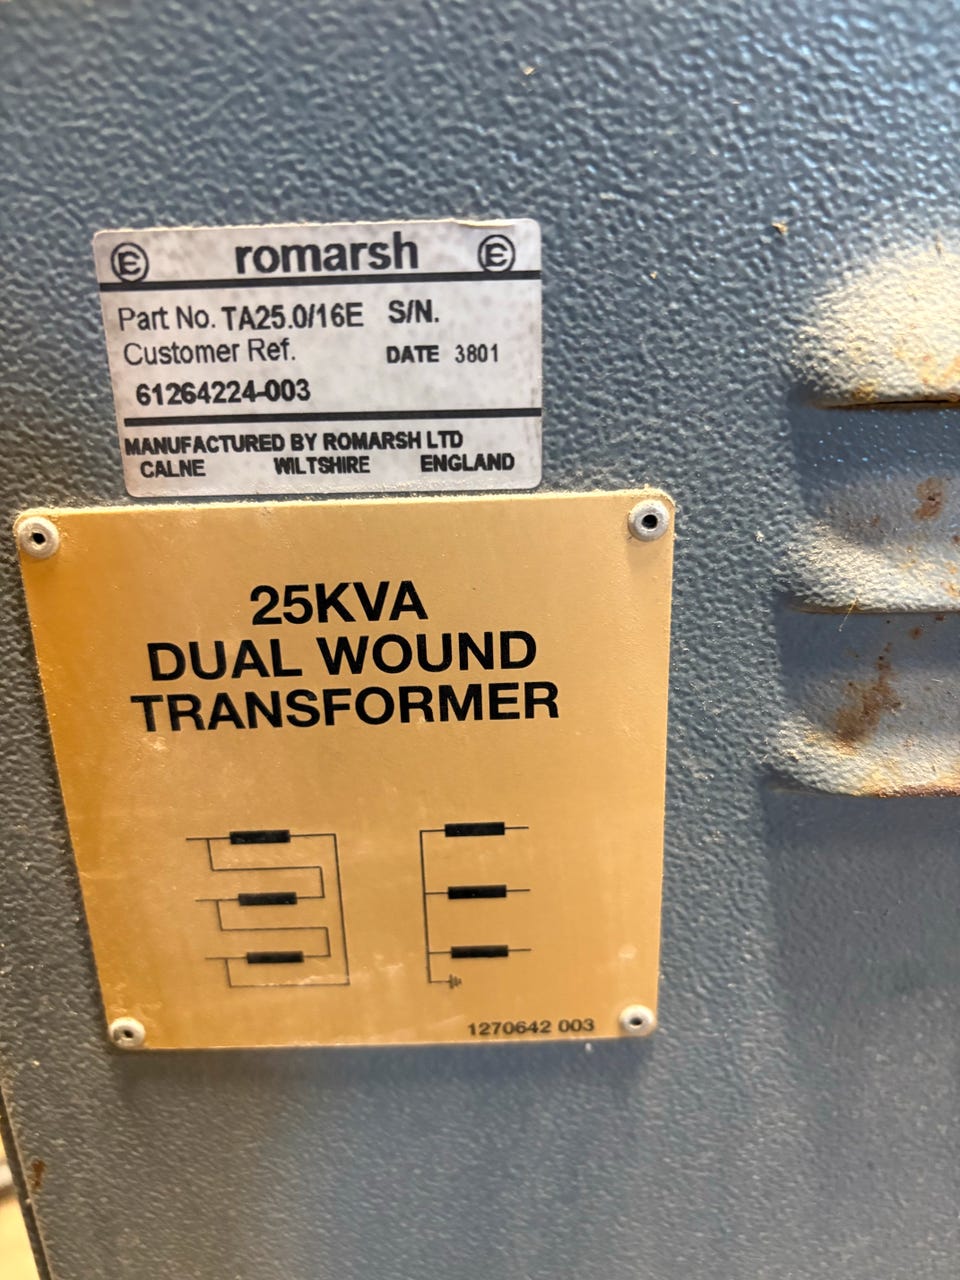 E romarsh E
Part No. TA25.0/16E S/N.
Customer Ref. DATE 3801
61264224-003
MANUFACTURED BY ROMARSH LTD
CALNE WILTSHIRE ENGLAND
25KVA
DUAL WOUND
TRANSFORMER
1270642 003